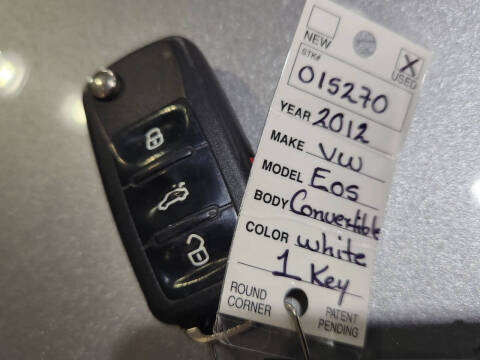 NEW
X
USED
STK#
015270
YEAR 2012
MAKE VW
MODEL EOS
BODY Convertible
COLOR white
1 Key
ROUND CORNER
PATENT PENDING